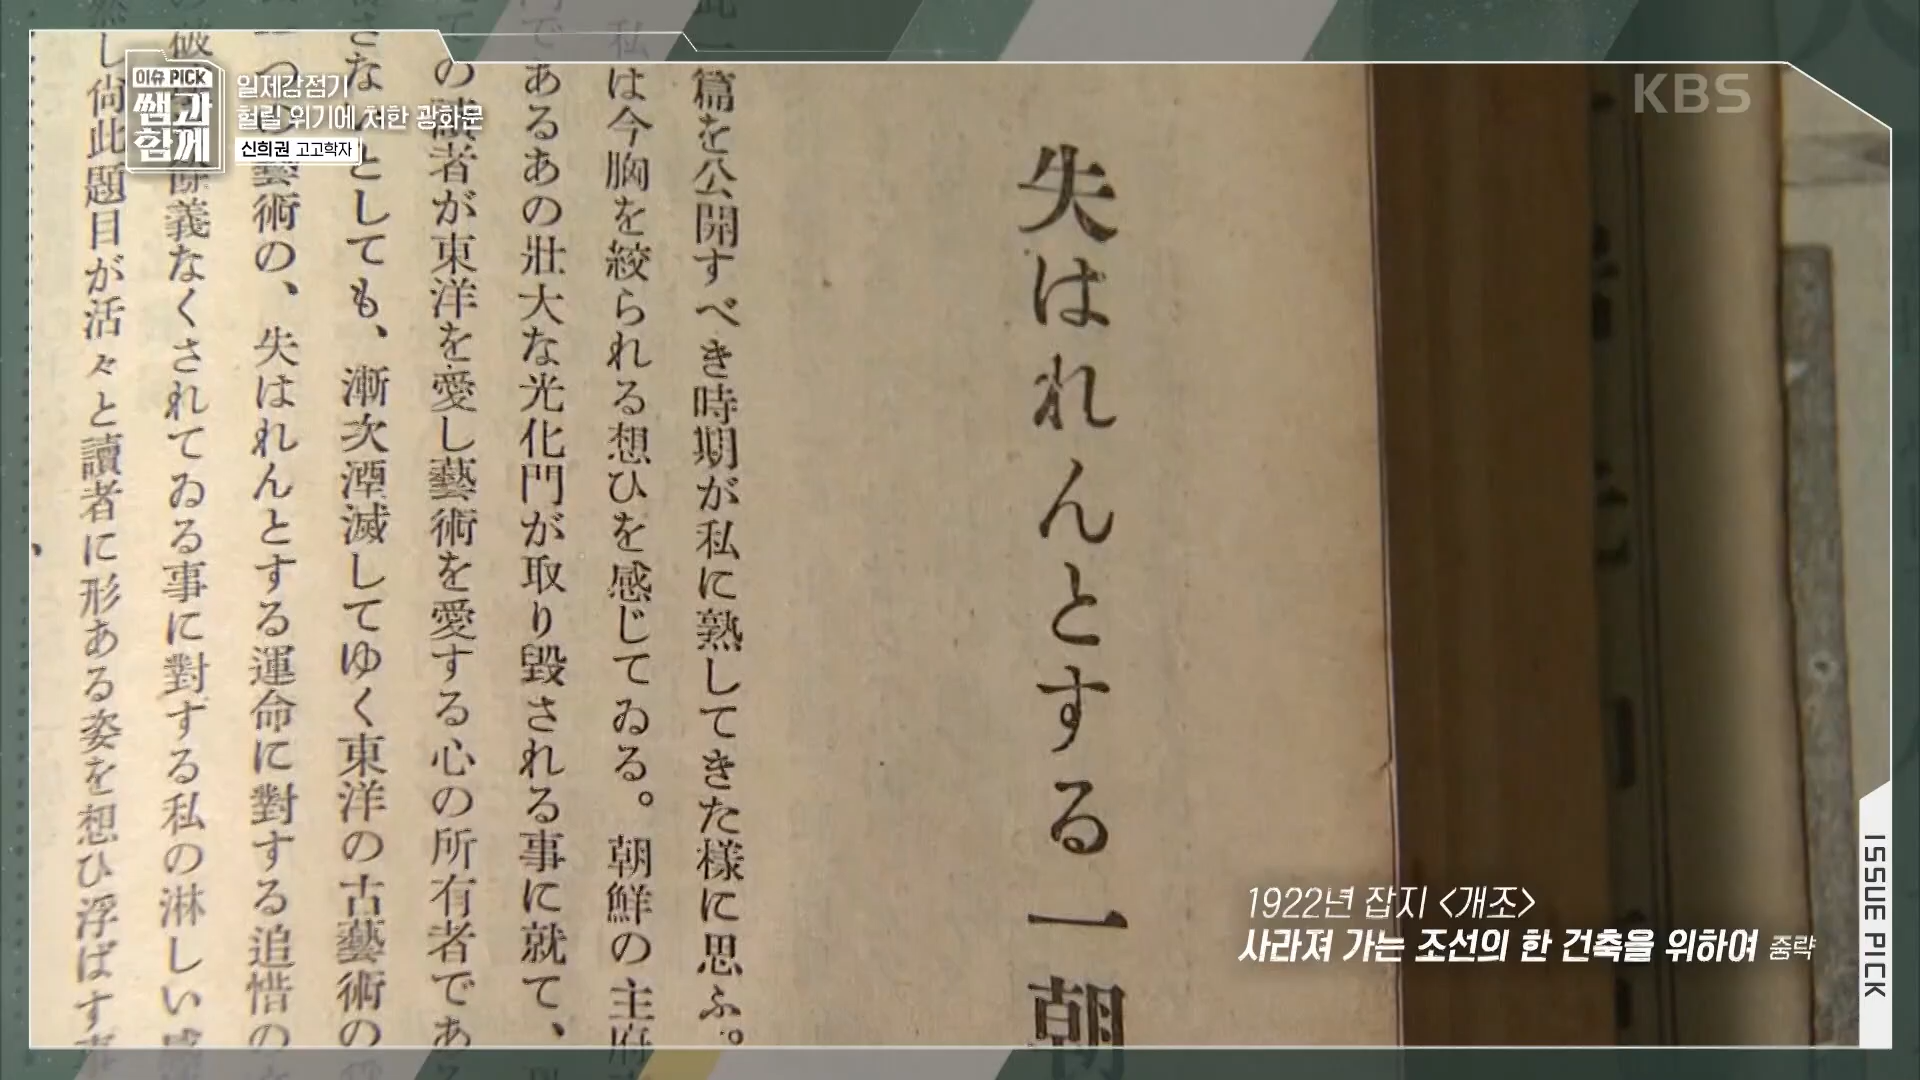 이슈 PICK
쌤과
함께
일제강점기
헐릴 위기에 처한 광화문
신희권 고고학자
KBS
失はれんとする一朝
篇を公開すべき時期が私に熟してきた様に思ふ。
私は今胸を絞られる想ひを感じてゐる。朝鮮の主府
であるあの壯大な光化門が取り毀される事に就て、
の 者が東洋を愛し藝術を愛する心の所有者であ
としても、漸次湮滅してゆく東洋の古藝術の
藝術の、失はれんとする運命に對する追惜の
義なくされてゐる事に對する私の淋しい
し尙此題目が活々と讀者に形ある姿を想ひ浮ばす
1922년 잡지 <개조>
사라져 가는 조선의 한 건축을 위하여 중략
ISSUE PICK